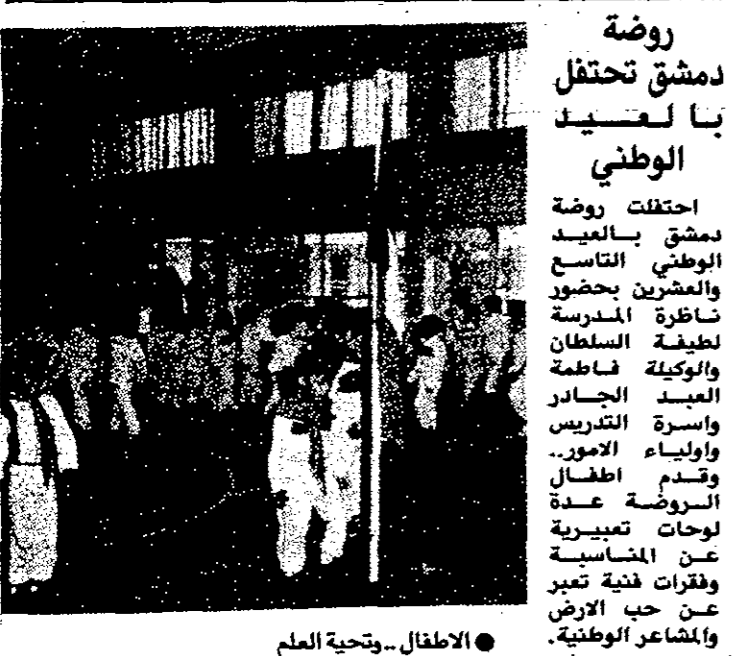 روضة
دمشق تحتفل
بالعيد
الوطني
احتفلت روضة
دمشق بالعيد
الوطني التاسع
والعشرين بحضور
ناظرة المدرسة
لطيفة السلطان
والوكيلة فاطمة
العبد الجادر
واسرة التدريس
واولياء الامور..
وقدم اطفال
الروضة عدة
لوحات تعبيرية
عن المناسبة
وفقرات فنية تعبر
عن حب الارض
والمشاعر الوطنية.
● الاطفال .. وتحية العلم